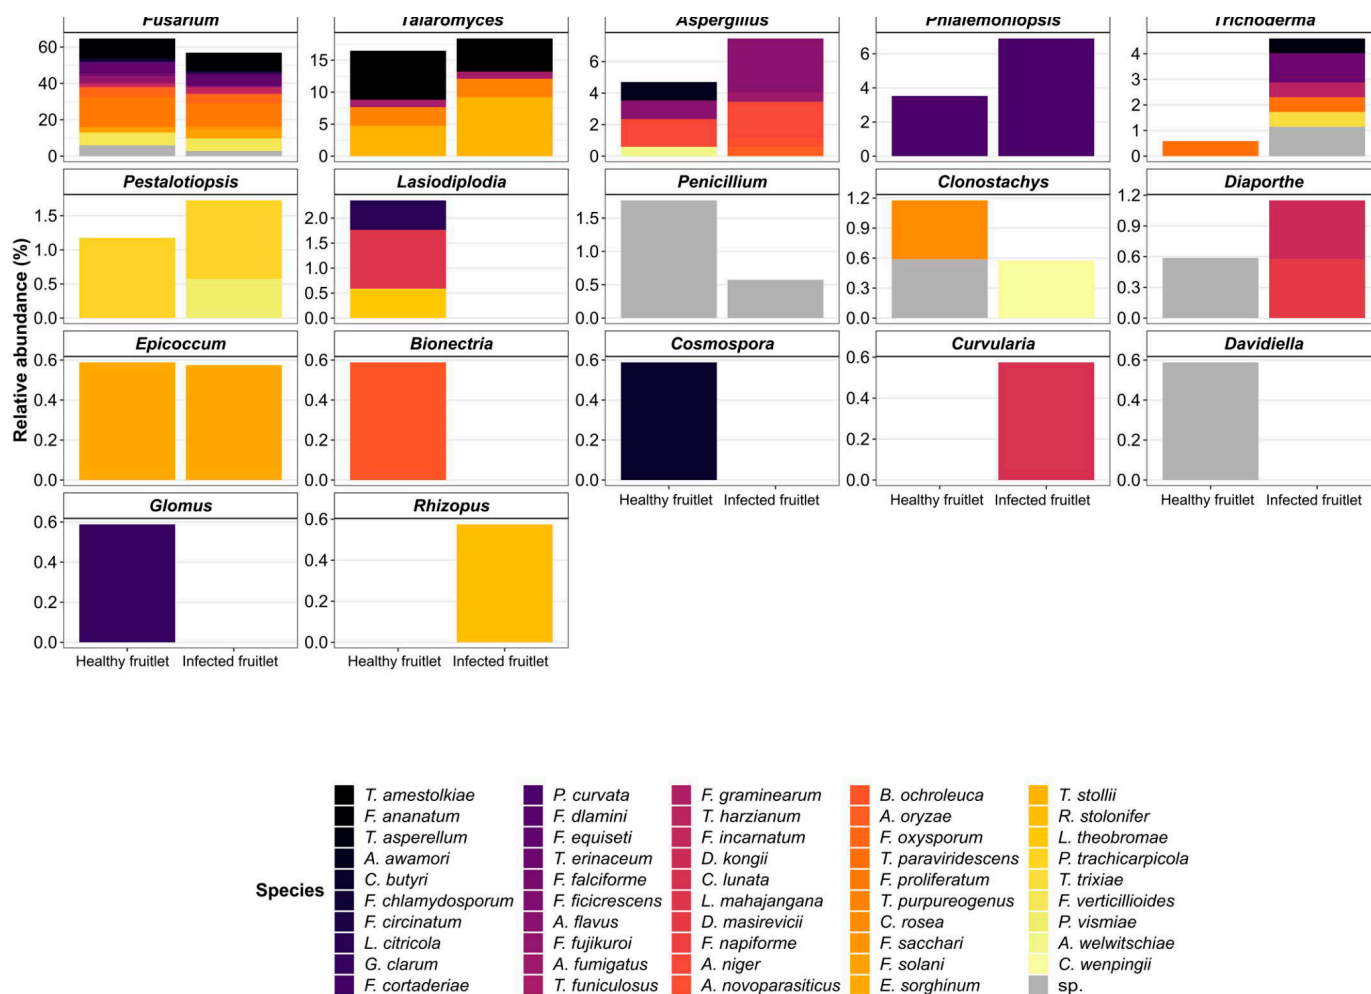 Fusarium
Talaromyces
Aspergillus
Phialemoniopsis
Trichoderma
60
40
20
0
15
10
5
0
6
4
2
0
6
4
2
0
4
3
2
1
0
Pestalotiopsis
Lasiodiplodia
Penicillium
Clonostachys
Diaporthe
1.5
1.0
0.5
0.0
2.0
1.5
1.0
0.5
0.0
1.5
1.0
0.5
0.0
1.2
0.9
0.6
0.3
0.0
1.2
0.9
0.6
0.3
0.0
Relative abundance (%)
Epicoccum
Bionectria
Cosmospora
Curvularia
Davidiella
0.6
0.4
0.2
0.0
0.6
0.4
0.2
0.0
0.6
0.4
0.2
0.0
0.6
0.4
0.2
0.0
0.6
0.4
0.2
0.0
Healthy fruitlet Infected fruitlet
Healthy fruitlet Infected fruitlet
Healthy fruitlet Infected fruitlet
Glomus
Rhizopus
0.6
0.4
0.2
0.0
0.6
0.4
0.2
0.0
Healthy fruitlet Infected fruitlet
Healthy fruitlet Infected fruitlet
Species
T. amestolkiae
F. ananatum
T. asperellum
A. awamori
C. butyri
F. chlamydosporum
F. circinatum
L. citricola
G. clarum
F. cortaderiae
P. curvata
F. dlamini
F. equiseti
T. erinaceum
F. falciforme
F. ficicrescens
A. flavus
F. fujikuroi
A. fumigatus
T. funiculosus
F. graminearum
T. harzianum
F. incarnatum
D. kongii
C. lunata
L. mahajangana
D. masirevicii
F. napiforme
A. niger
A. novoparasiticus
B. ochroleuca
A. oryzae
F. oxysporum
T. paraviridescens
F. proliferatum
T. purpureogenus
C. rosea
F. sacchari
F. solani
E. sorghinum
T. stollii
R. stolonifer
L. theobromae
P. trachicarpicola
T. trixiae
F. verticillioides
P. vismiae
A. welwitschiae
C. wenpingii
sp.